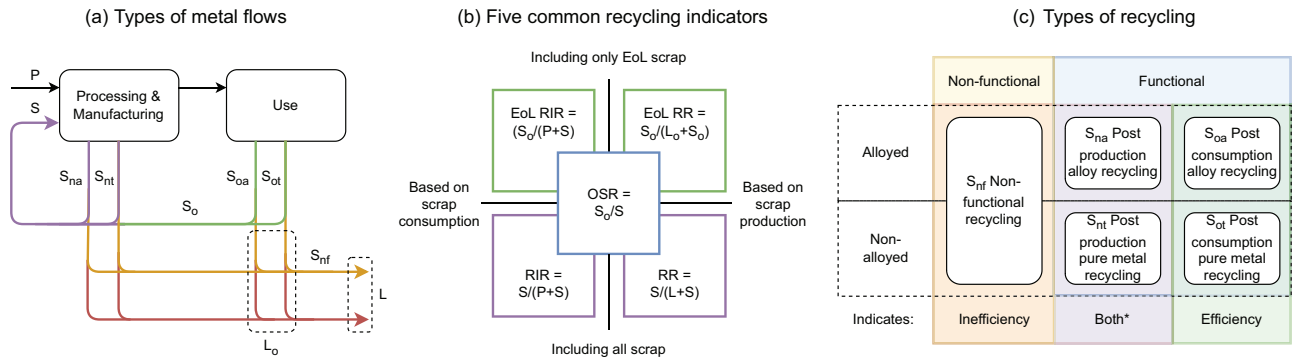 (a) Types of metal flows
P
S
Processing &
Manufacturing
Use
Sna
Snt
Soa
Sot
So
Snf
L
Lo
(b) Five common recycling indicators
Including only EoL scrap
EoL RIR =
(So/(P+S)
EoL RR =
So/(Lo+So)
Based on
scrap
consumption
OSR =
So/S
Based on
scrap
production
RIR =
S/(P+S)
RR =
S/(L+S)
Including all scrap
(c) Types of recycling
Non-functional
Functional
Alloyed
Non-
alloyed
Snf Non-
functional
recycling
Sna Post
production
alloy recycling
Soa Post
consumption
alloy recycling
Snt Post
production
pure metal
recycling
Sot Post
consumption
pure metal
recycling
Indicates:
Inefficiency
Both*
Efficiency